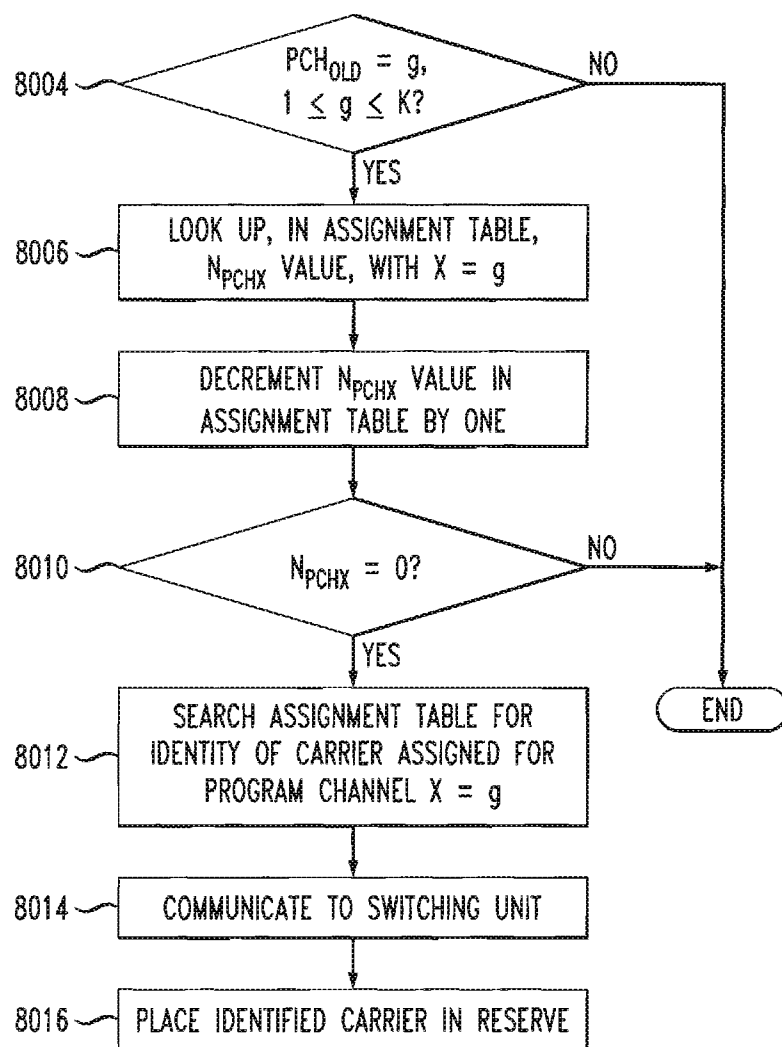 8004
PCH_OLD = g,
1 ≤ g ≤ K?
NO
YES
8006
LOOK UP, IN ASSIGNMENT TABLE,
N_PCHX VALUE, WITH X = g
8008
DECREMENT N_PCHX VALUE IN
ASSIGNMENT TABLE BY ONE
8010
N_PCHX = 0?
NO
YES
END
8012
SEARCH ASSIGNMENT TABLE FOR
IDENTITY OF CARRIER ASSIGNED FOR
PROGRAM CHANNEL X = g
8014
COMMUNICATE TO SWITCHING UNIT
8016
PLACE IDENTIFIED CARRIER IN RESERVE